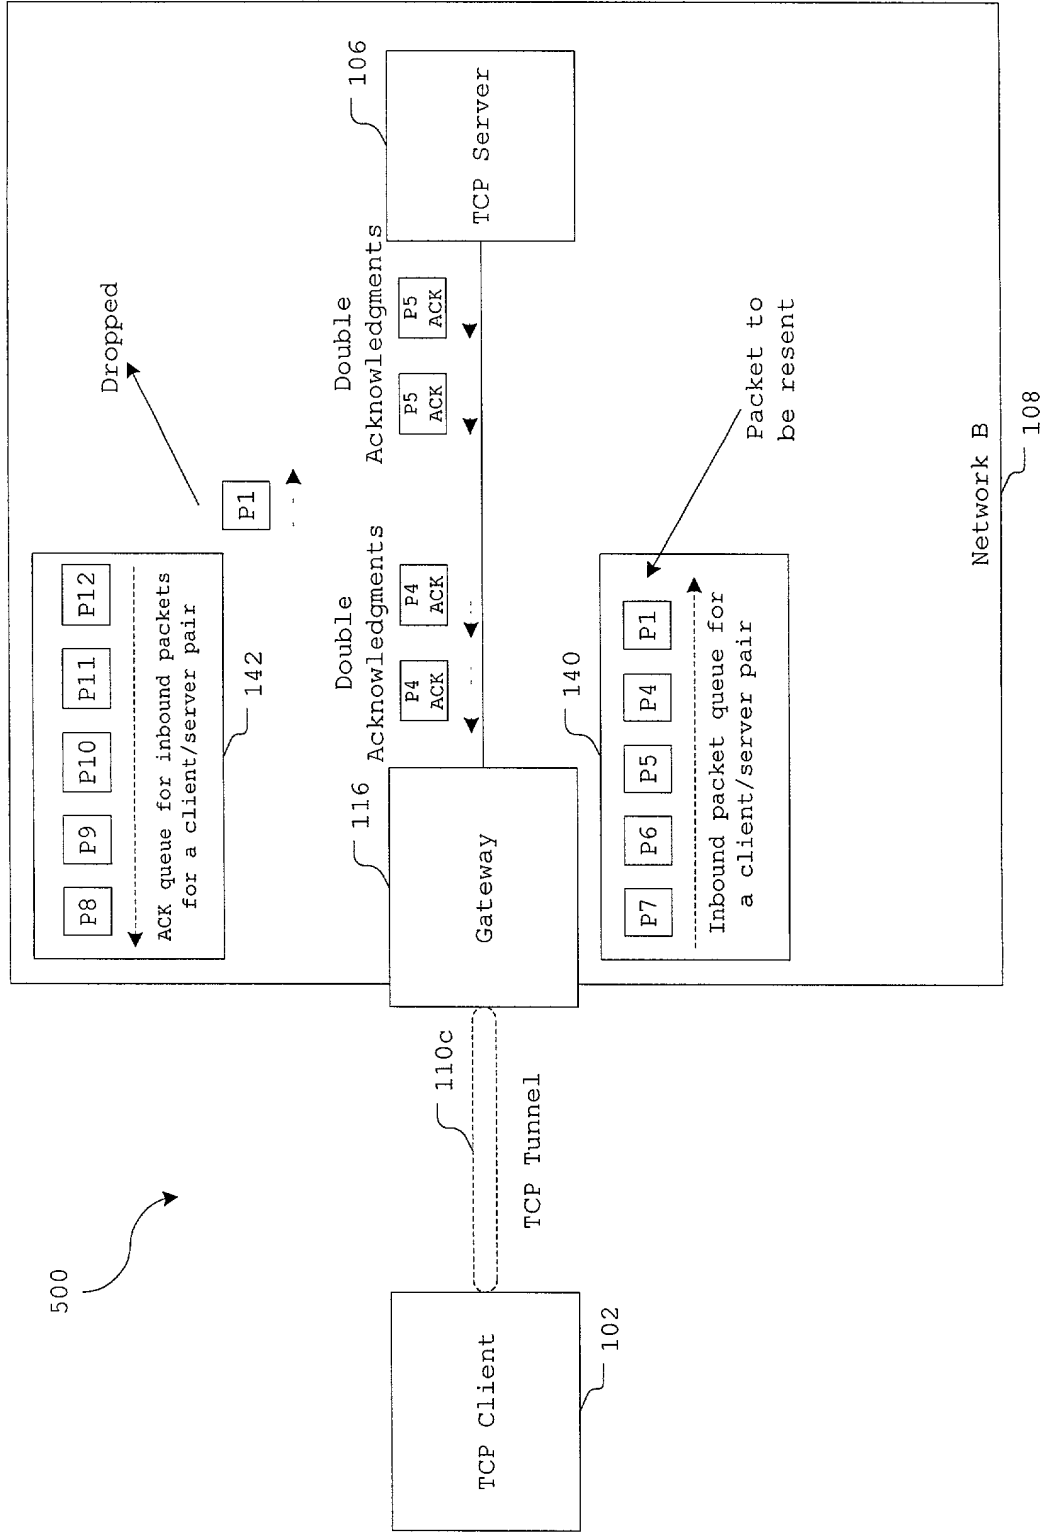 500
P8
P9
P10
P11
P12
ACK queue for inbound packets
for a client/server pair
142
P1
Dropped
TCP Client
102
110c
TCP Tunnel
116
Gateway
Double
Acknowledgments
P4
ACK
P4
ACK
Double
Acknowledgments
P5
ACK
P5
ACK
106
TCP Server
140
P7
P6
P5
P4
P1
Inbound packet queue for
a client/server pair
Packet to
be resent
Network B
108